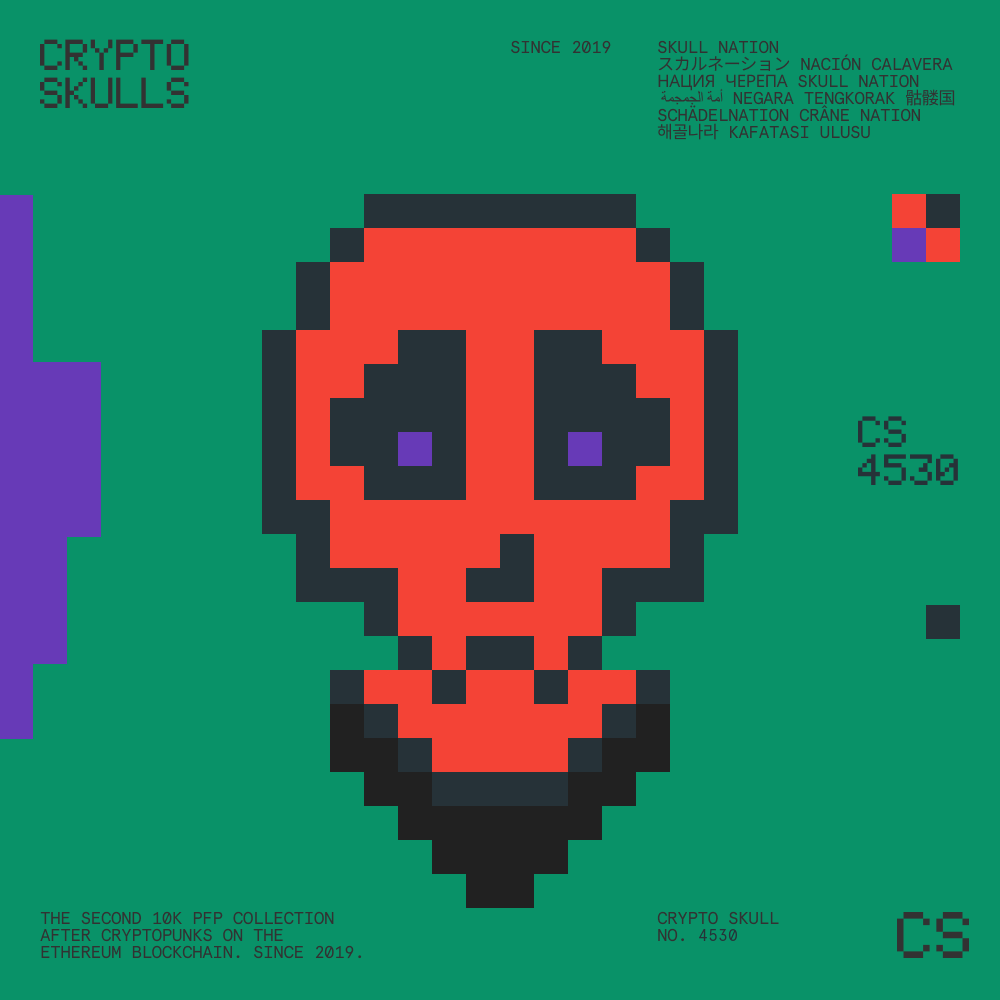 CRYPTO
SKULLS
SINCE 2019
SKULL NATION
スカルネーション NACIÓN CALAVERA
НАЦИЯ ЧЕРЕПА SKULL NATION
أمة الجمجمة NEGARA TENGKORAK 骷髅国
SCHÄDELNATION CRÂNE NATION
해골나라 KAFATASI ULUSU
CS
4530
THE SECOND 10K PFP COLLECTION
AFTER CRYPTOPUNKS ON THE
ETHEREUM BLOCKCHAIN. SINCE 2019.
CRYPTO SKULL
NO. 4530
CS